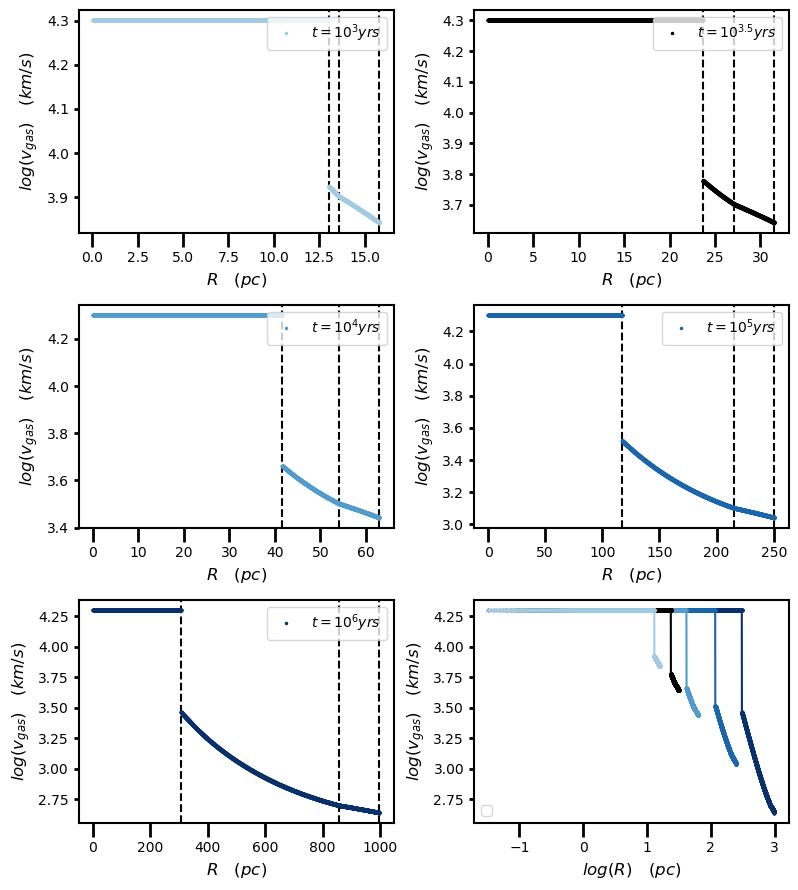 4.3
4.2
4.1
4.0
3.9
log(v_gas) (km/s)
t = 10^3 yrs
0.0 2.5 5.0 7.5 10.0 12.5 15.0
R (pc)
4.3
4.2
4.1
4.0
3.9
3.8
3.7
log(v_gas) (km/s)
t = 10^3.5 yrs
0 5 10 15 20 25 30
R (pc)
4.2
4.0
3.8
3.6
3.4
log(v_gas) (km/s)
t = 10^4 yrs
0 10 20 30 40 50 60
R (pc)
4.2
4.0
3.8
3.6
3.4
3.2
3.0
log(v_gas) (km/s)
t = 10^5 yrs
0 50 100 150 200 250
R (pc)
4.25
4.00
3.75
3.50
3.25
3.00
2.75
log(v_gas) (km/s)
t = 10^6 yrs
0 200 400 600 800 1000
R (pc)
4.25
4.00
3.75
3.50
3.25
3.00
2.75
log(v_gas) (km/s)
−1 0 1 2 3
log(R) (pc)